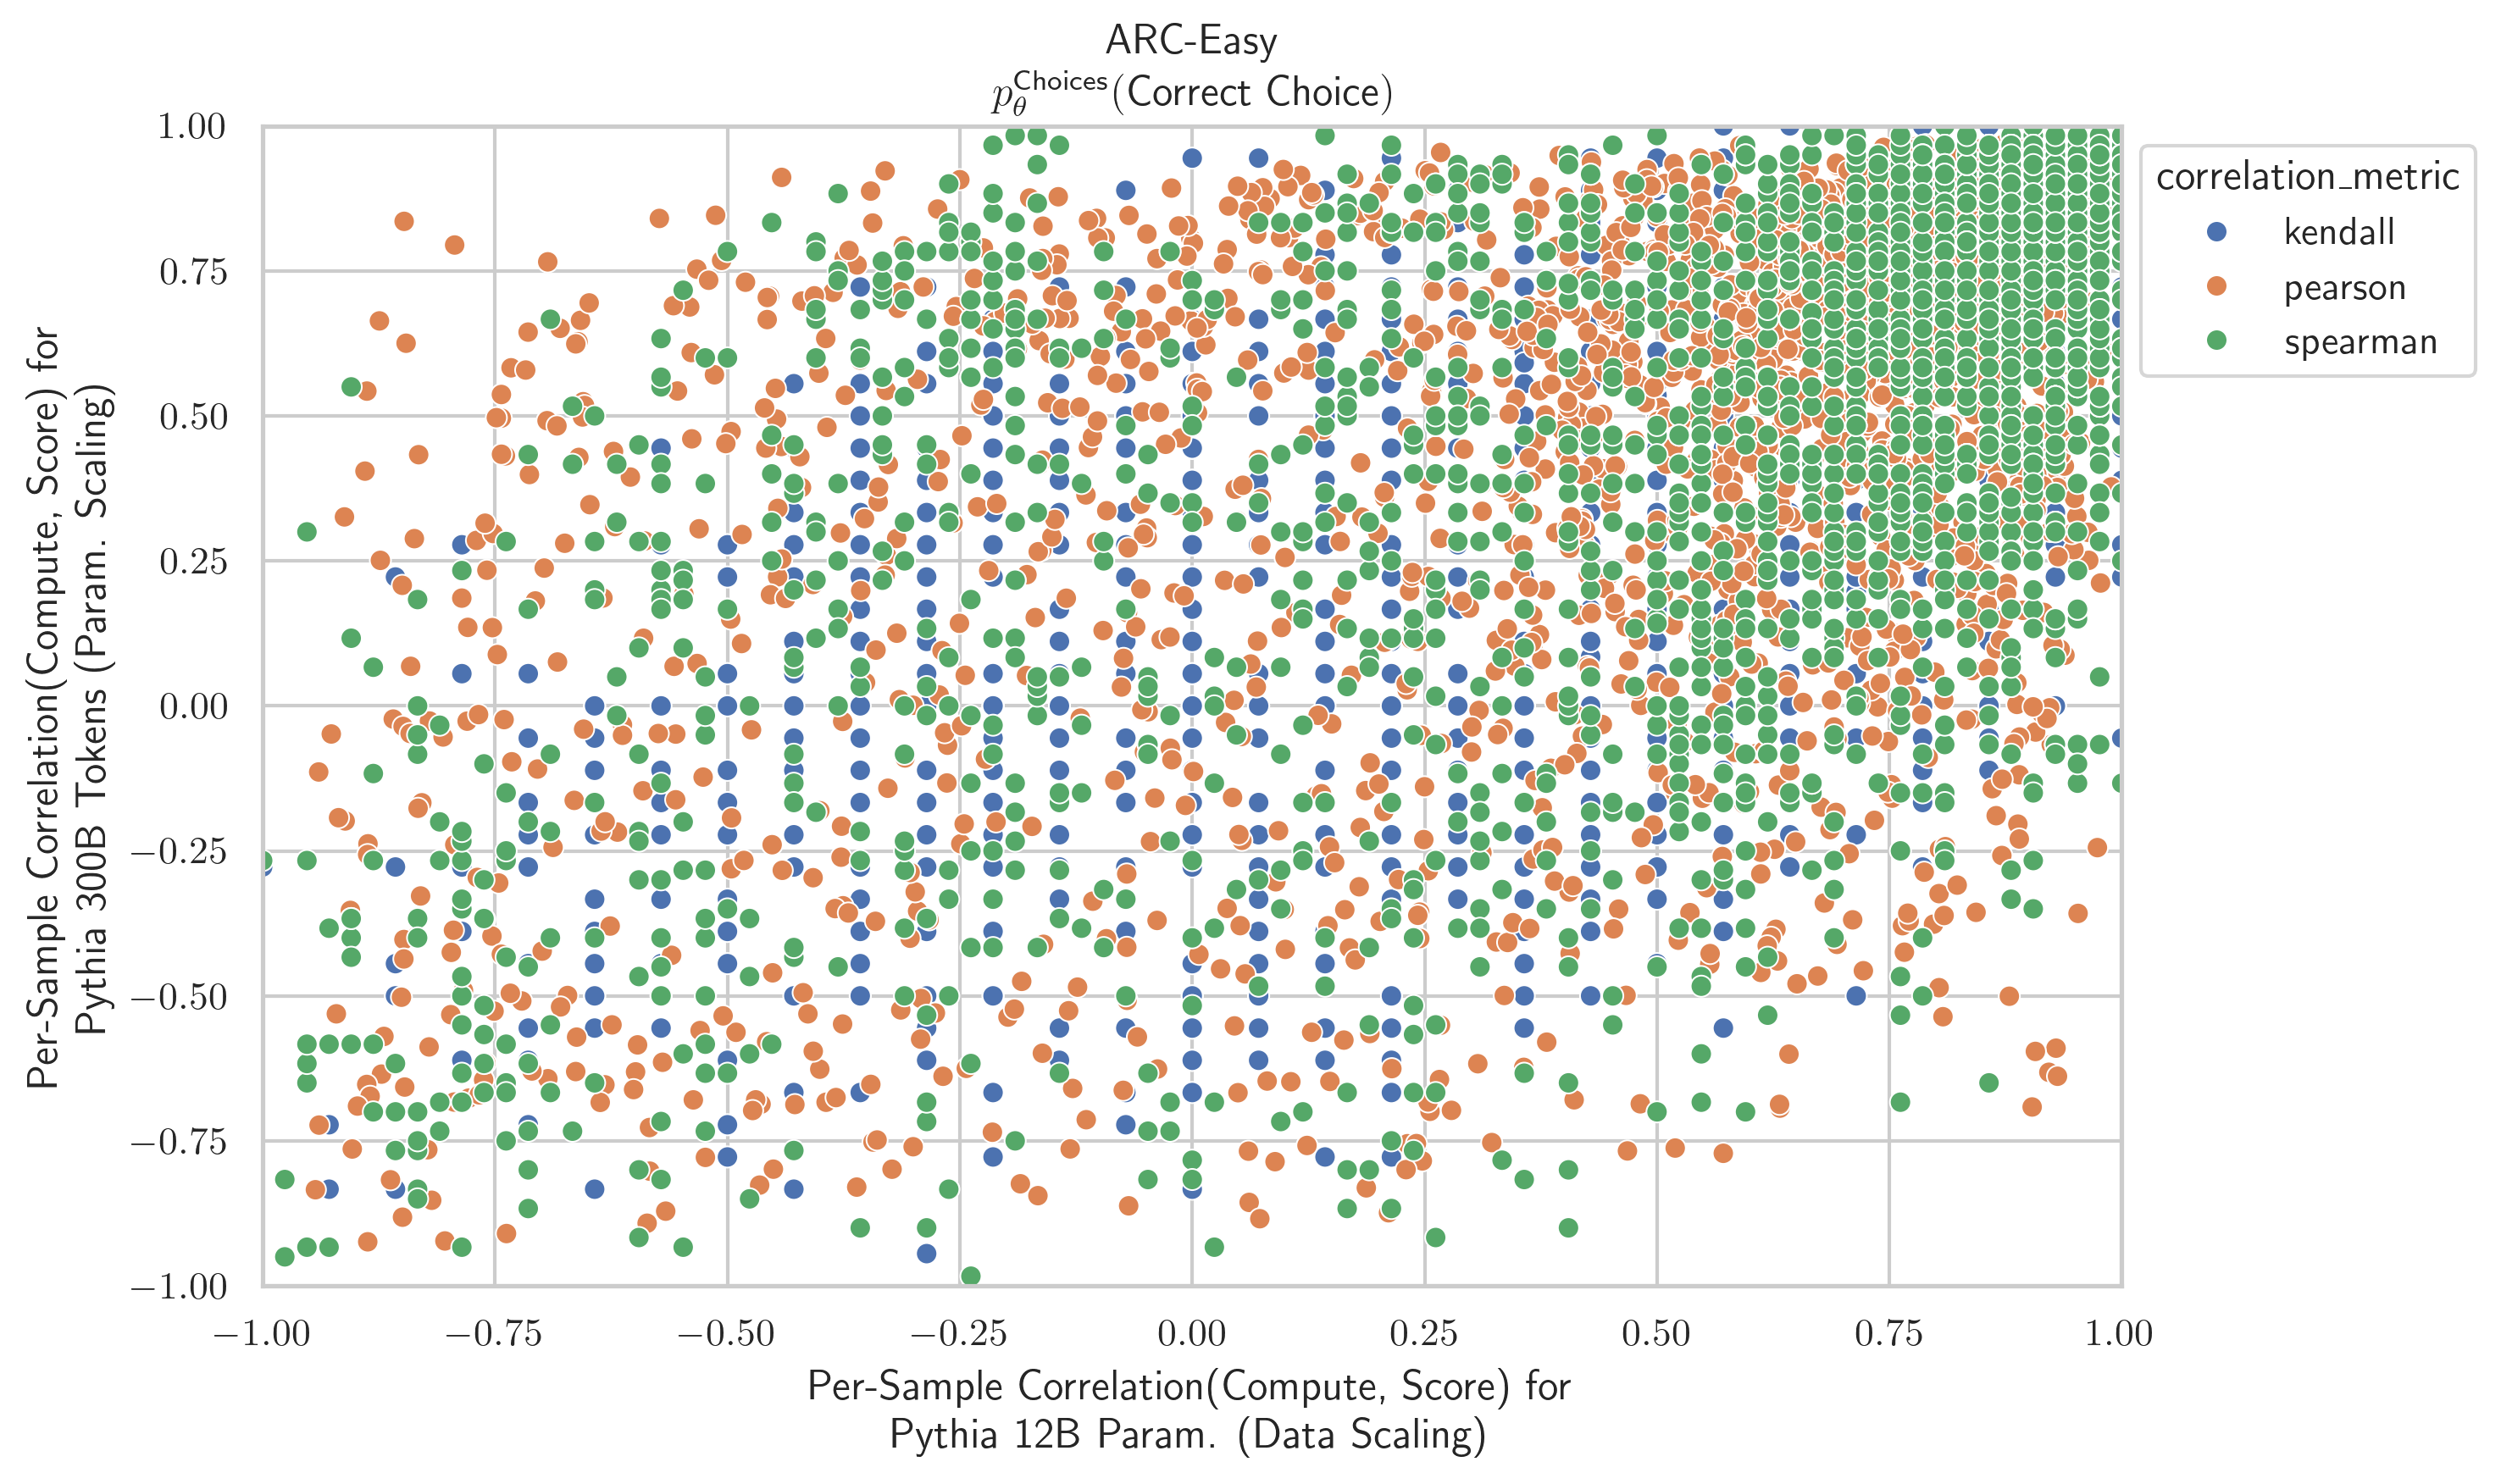 ARC-Easy
p_θ^Choices(Correct Choice)
Per-Sample Correlation(Compute, Score) for
Pythia 300B Tokens (Param. Scaling)
1.00
0.75
0.50
0.25
0.00
−0.25
−0.50
−0.75
−1.00
−1.00 −0.75 −0.50 −0.25 0.00 0.25 0.50 0.75 1.00
Per-Sample Correlation(Compute, Score) for
Pythia 12B Param. (Data Scaling)
correlation_metric
kendall
pearson
spearman